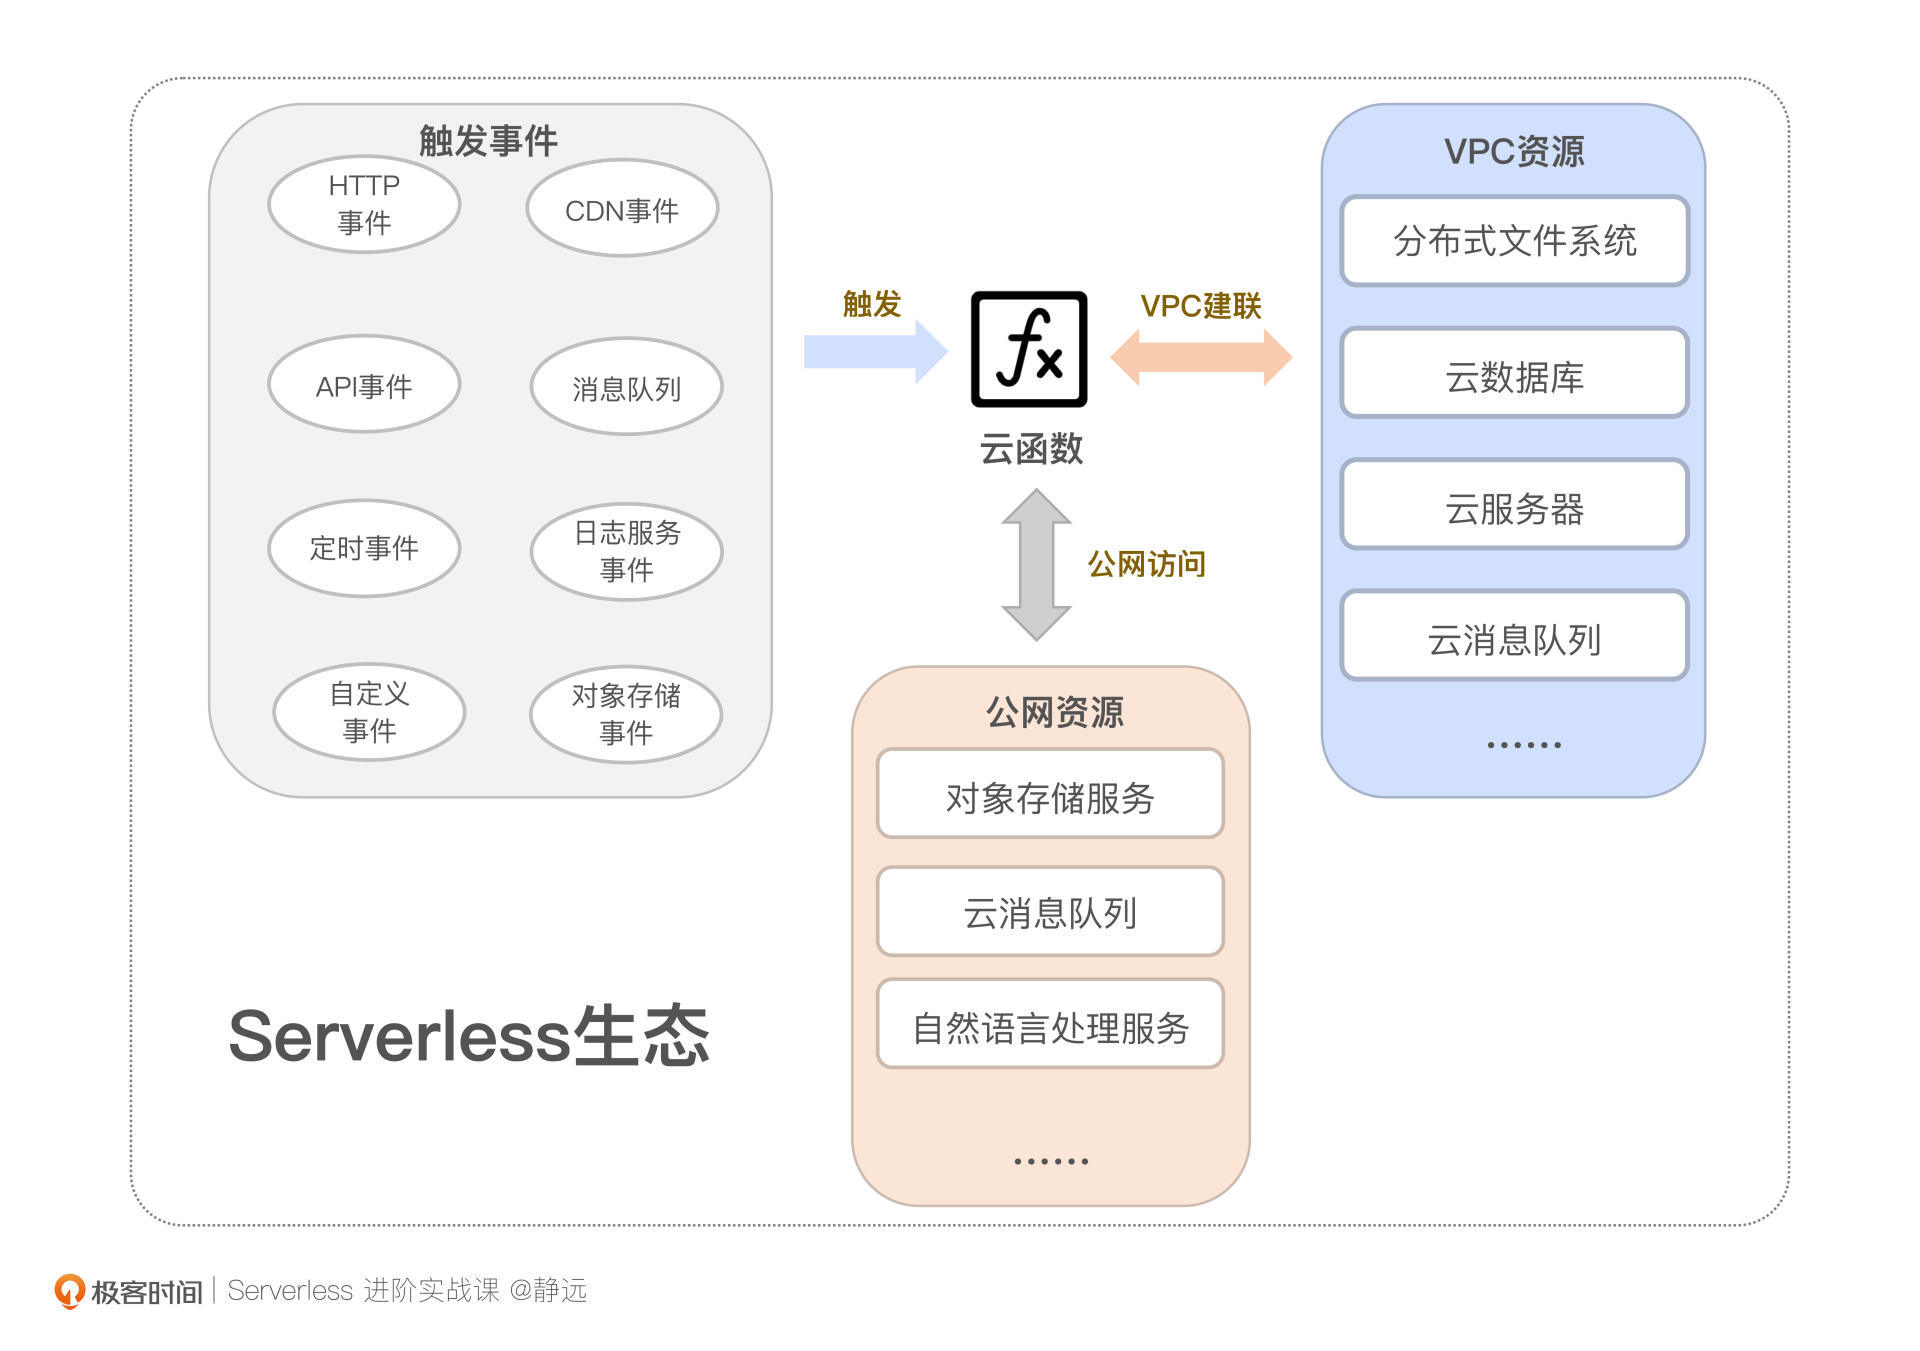 触发事件
HTTP
事件
CDN事件
API事件
消息队列
定时事件
日志服务
事件
自定义
事件
对象存储
事件
触发
fx
云函数
VPC建联
公网访问
VPC资源
分布式文件系统
云数据库
云服务器
云消息队列
......
公网资源
对象存储服务
云消息队列
自然语言处理服务
......
Serverless生态
极客时间
Serverless 进阶实战课 @静远